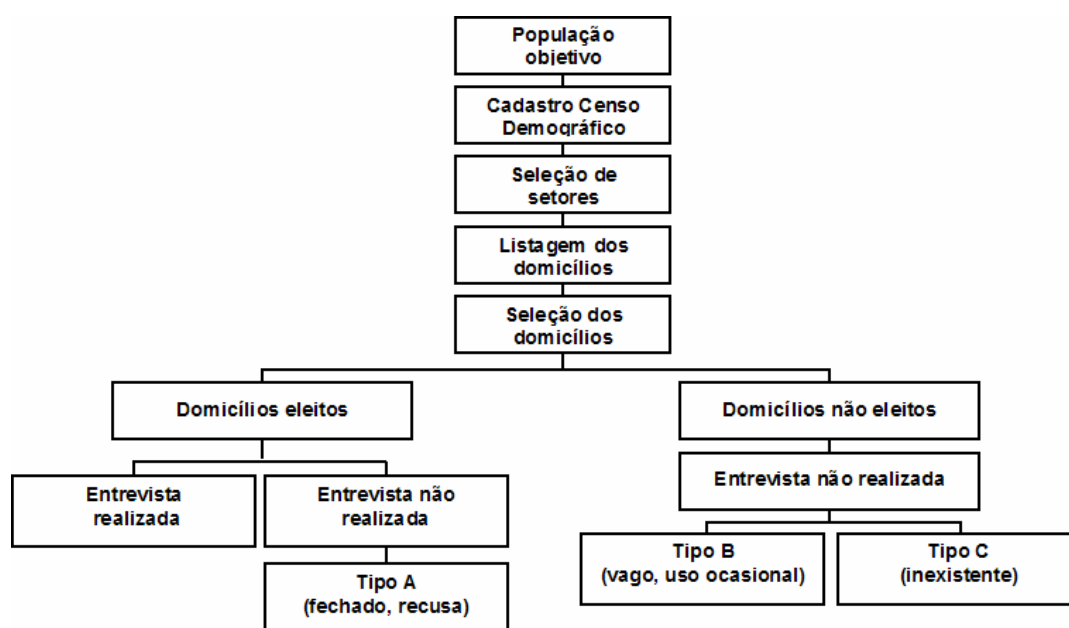 População
objetivo
Cadastro Censo
Demográfico
Seleção de
setores
Listagem dos
domicílios
Seleção dos
domicílios
Domicílios eleitos
Domicílios não eleitos
Entrevista
realizada
Entrevista não
realizada
Entrevista não realizada
Tipo A
(fechado, recusa)
Tipo B
(vago, uso ocasional)
Tipo C
(inexistente)